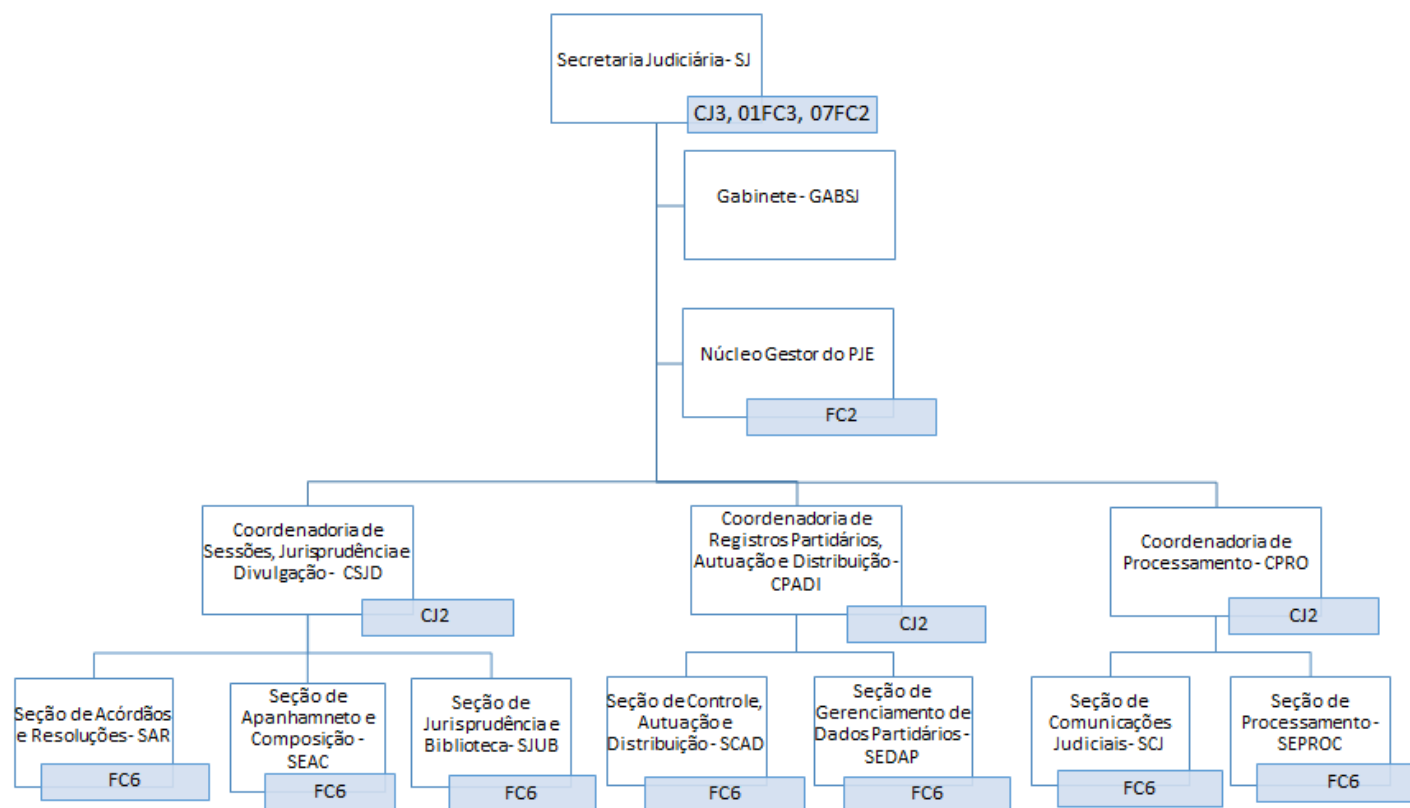 Secretaria Judiciária- SJ
CJ3, 01FC3, 07FC2
Gabinete - GABSJ
Núcleo Gestor do PJE
FC2
Coordenadoria de
Sessões, Jurisprudência e
Divulgação - CSJD
CJ2
Coordenadoria de
Registros Partidários,
Autuação e Distribuição -
CPADI
CJ2
Coordenadoria de
Processamento - CPRO
CJ2
Seção de Acórdãos
e Resoluções- SAR
FC6
Seção de
Apanhamneto e
Composição -
SEAC
FC6
Seção de
Jurisprudência e
Biblioteca- SJUB
FC6
Seção de Controle,
Autuação e
Distribuição - SCAD
FC6
Seção de
Gerenciamento de
Dados Partidários -
SEDAP
FC6
Seção de
Comunicações
Judiciais- SCJ
FC6
Seção de
Processamento -
SEPROC
FC6